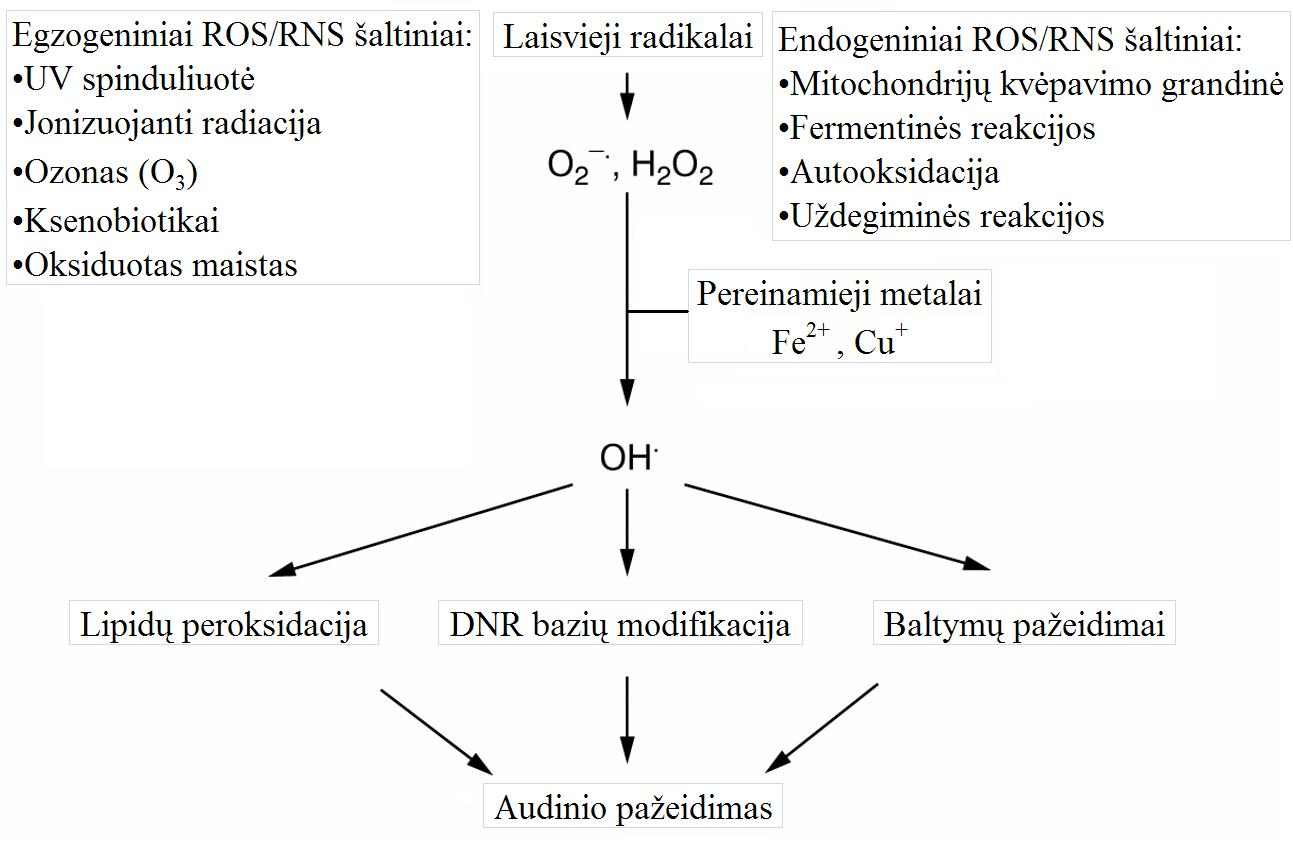 Egzogeniniai ROS/RNS šaltiniai:
•UV spinduliuotė
•Jonizuojanti radiacija
•Ozonas (O₃)
•Ksenobiotikai
•Oksiduotas maistas
Laisvieji radikalai
Endogeniniai ROS/RNS šaltiniai:
•Mitochondrijų kvėpavimo grandinė
•Fermentinės reakcijos
•Autooksidacija
•Uždegiminės reakcijos
O₂⁻˙, H₂O₂
Pereinamieji metalai
Fe²⁺ , Cu⁺
OH˙
Lipidų peroksidacija
DNR bazių modifikacija
Baltymų pažeidimai
Audinio pažeidimas